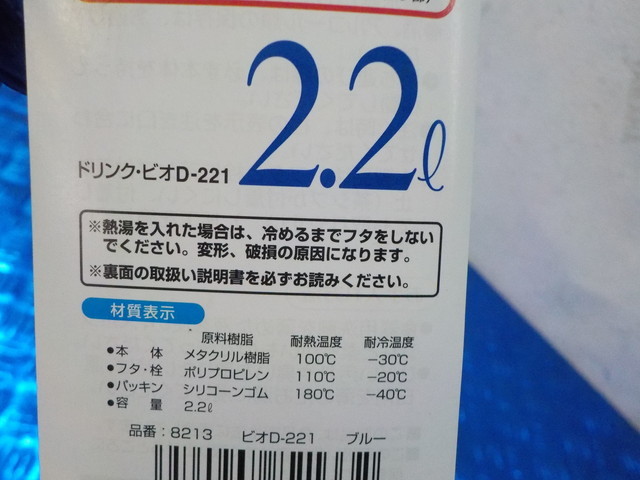 2.2ℓ
ドリンク・ビオD-221
※熱湯を入れた場合は、冷めるまでフタをしない
でください。変形、破損の原因になります。
※裏面の取扱い説明書を必ずお読みください。
材質表示
原料樹脂 耐熱温度 耐冷温度
●本体 メタクリル樹脂 100℃ －30℃
●フタ・栓 ポリプロピレン 110℃ －20℃
●パッキン シリコーンゴム 180℃ －40℃
●容量 2.2ℓ
品番：8213 ビオD-221 ブルー